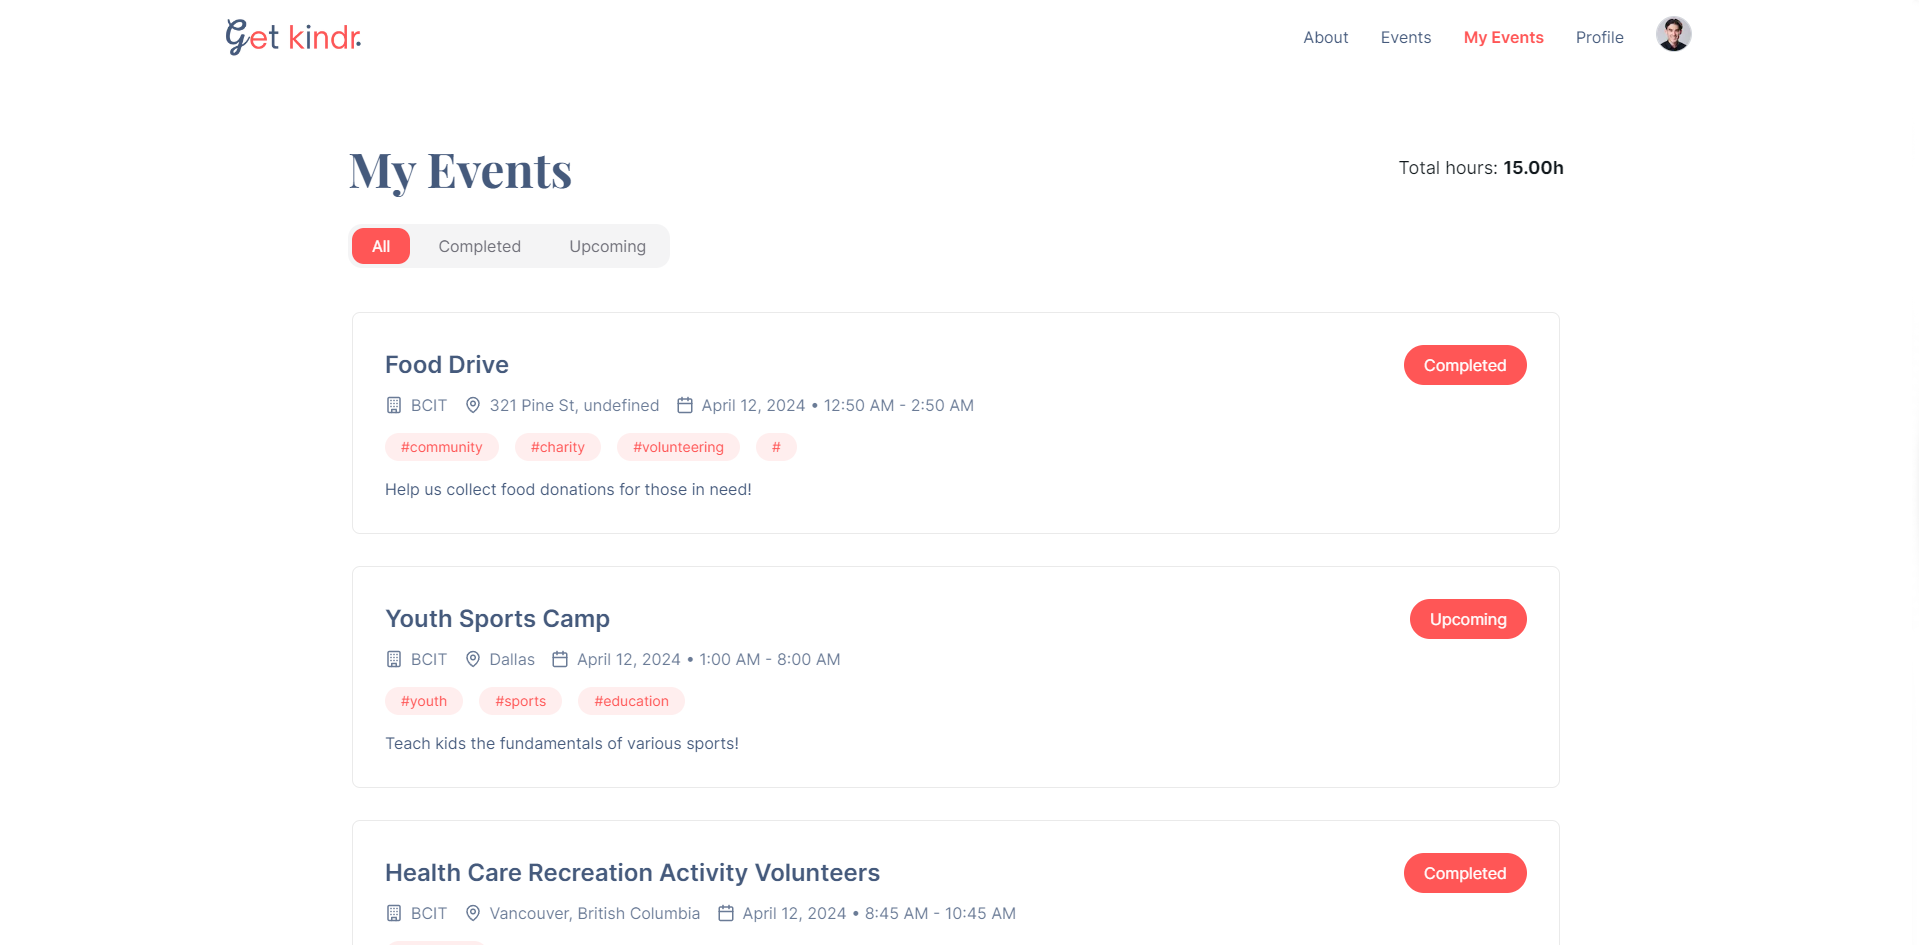 Get kindr.
About Events My Events Profile
My Events
Total hours: 15.00h
All Completed Upcoming
Food Drive
Completed
BCIT 321 Pine St, undefined April 12, 2024 • 12:50 AM - 2:50 AM
#community #charity #volunteering #
Help us collect food donations for those in need!
Youth Sports Camp
Upcoming
BCIT Dallas April 12, 2024 • 1:00 AM - 8:00 AM
#youth #sports #education
Teach kids the fundamentals of various sports!
Health Care Recreation Activity Volunteers
Completed
BCIT Vancouver, British Columbia April 12, 2024 • 8:45 AM - 10:45 AM